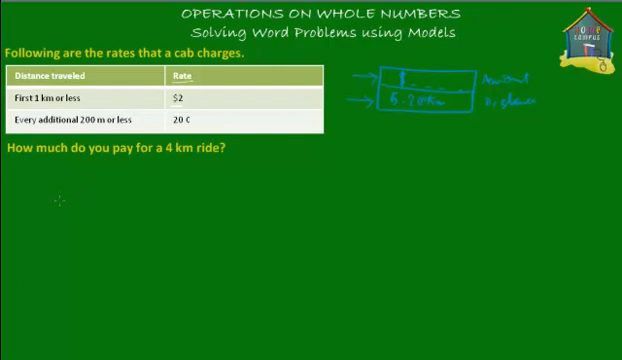 OPERATIONS ON WHOLE NUMBERS
Solving Word Problems using Models
HOME CAMPUS
Following are the rates that a cab charges.
Distance traveled Rate
First 1 km or less $2
Every additional 200 m or less 20 ¢
How much do you pay for a 4 km ride?